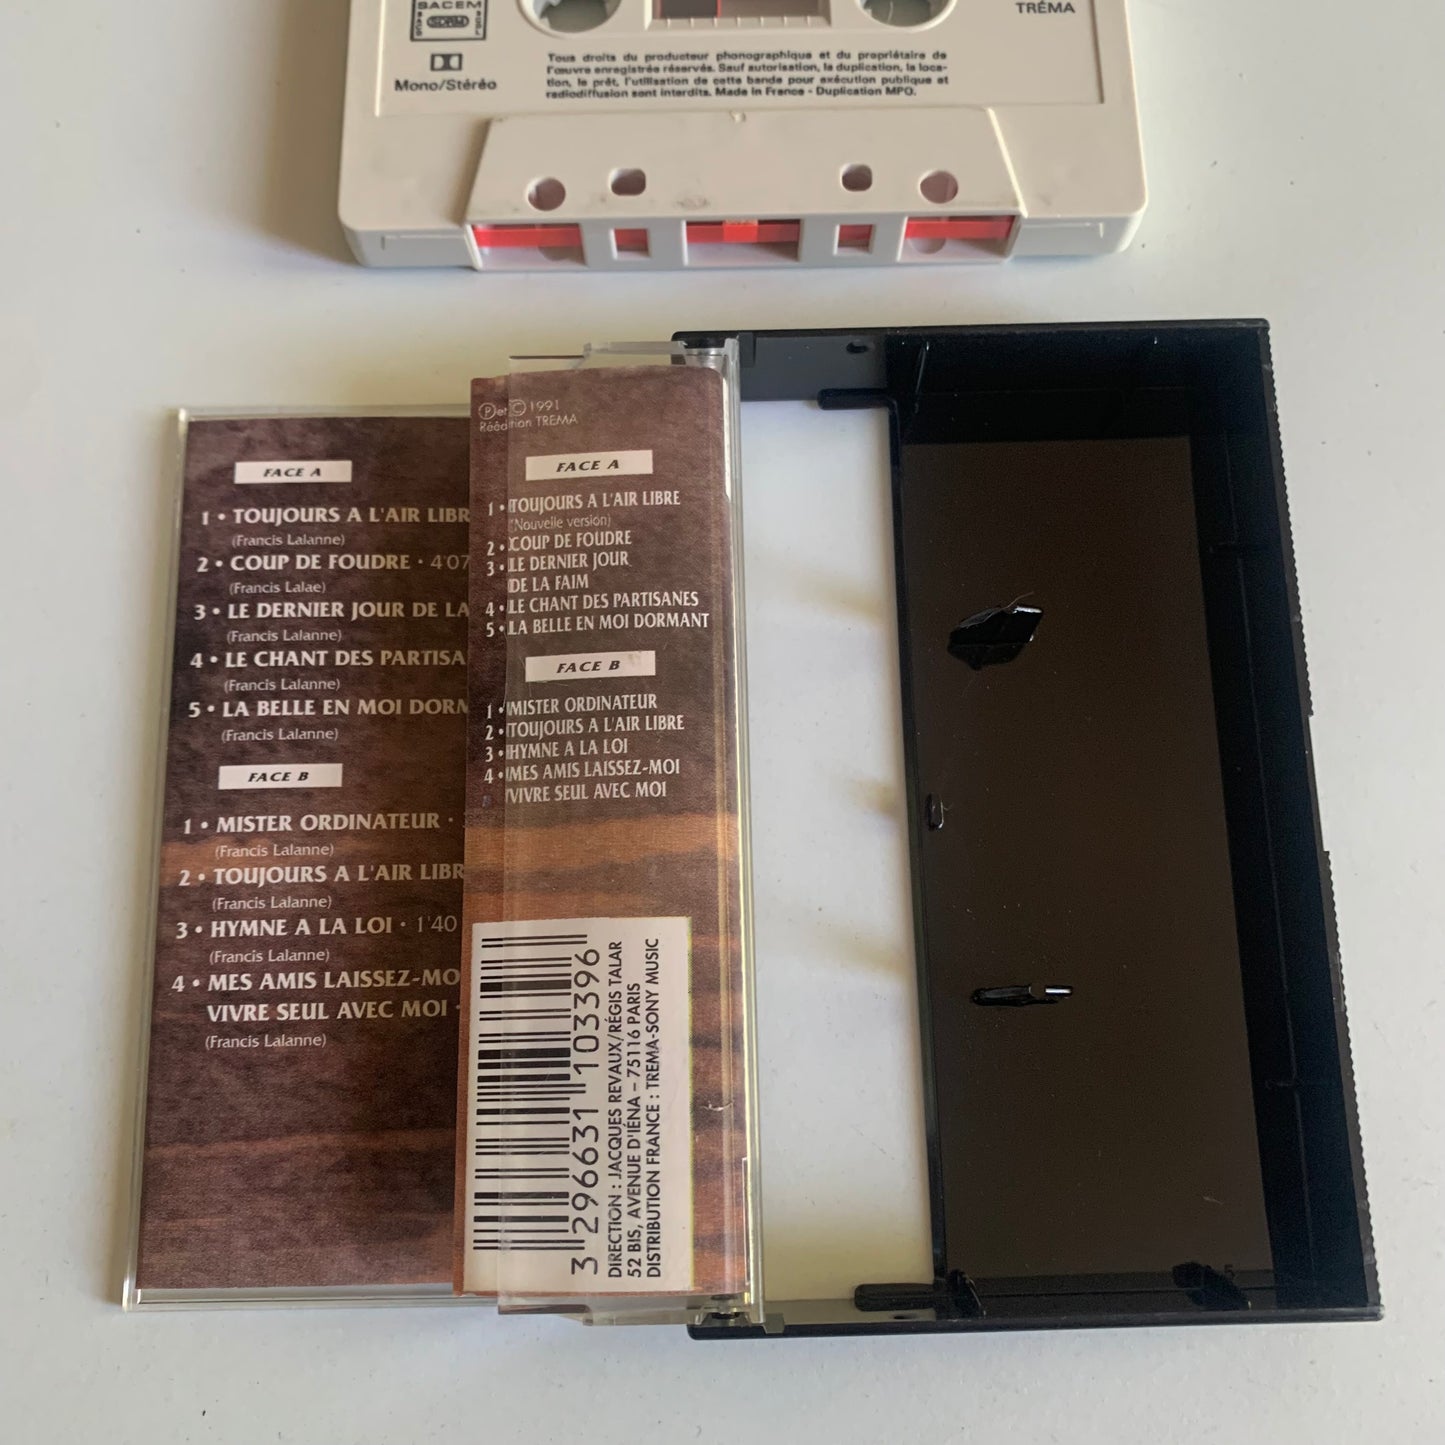 SACEM
SDRM
TRÉMA
Mono/Stéréo
Tous droits du producteur phonographique et du propriétaire de
l'œuvre enregistrée réservés. Sauf autorisation, la duplication, la loca-
tion, le prêt, l'utilisation de cette bande pour exécution publique et
radiodiffusion sont interdits. Made in France - Duplication MPO.
FACE A
1 • TOUJOURS A L'AIR LIBR
(Francis Lalanne)
2 • COUP DE FOUDRE • 4'07
(Francis Lalae)
3 • LE DERNIER JOUR DE LA
(Francis Lalanne)
4 • LE CHANT DES PARTISA
(Francis Lalanne)
5 • LA BELLE EN MOI DORM
(Francis Lalanne)
FACE B
1 • MISTER ORDINATEUR •
(Francis Lalanne)
2 • TOUJOURS A L'AIR LIBR
(Francis Lalanne)
3 • HYMNE A LA LOI • 1'40
(Francis Lalanne)
4 • MES AMIS LAISSEZ-MO
VIVRE SEUL AVEC MOI •
(Francis Lalanne)
Ⓟ et © 1991
Réédition TREMA
FACE A
1 • TOUJOURS A L'AIR LIBRE
(Nouvelle version)
2 • COUP DE FOUDRE
3 • LE DERNIER JOUR
DE LA FAIM
4 • LE CHANT DES PARTISANES
5 • LA BELLE EN MOI DORMANT
FACE B
1 • MISTER ORDINATEUR
2 • TOUJOURS A L'AIR LIBRE
3 • HYMNE A LA LOI
4 • MES AMIS LAISSEZ-MOI
VIVRE SEUL AVEC MOI
3 296631 103396
DIRECTION : JACQUES REVAUX/RÉGIS TALAR
52 BIS, AVENUE D'IÉNA – 75116 PARIS
DISTRIBUTION FRANCE : TREMA-SONY MUSIC